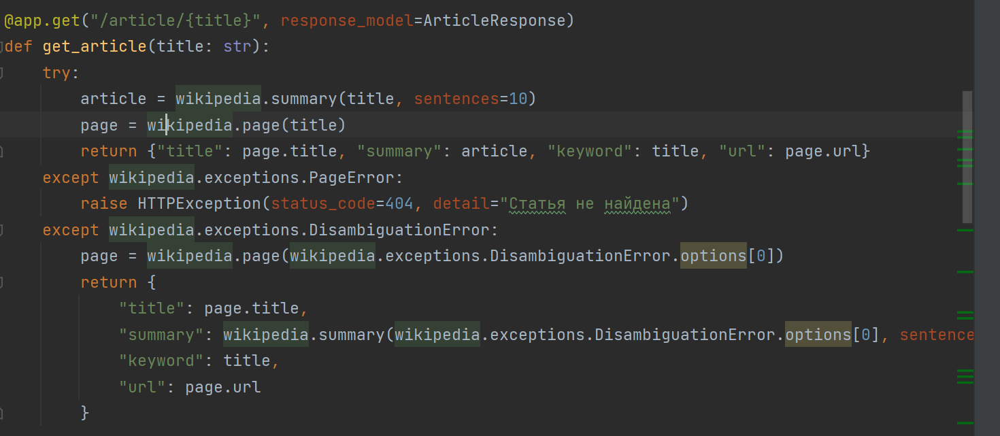 @app.get("/article/{title}", response_model=ArticleResponse)
def get_article(title: str):
    try:
        article = wikipedia.summary(title, sentences=10)
        page = wikipedia.page(title)
        return {"title": page.title, "summary": article, "keyword": title, "url": page.url}
    except wikipedia.exceptions.PageError:
        raise HTTPException(status_code=404, detail="Статья не найдена")
    except wikipedia.exceptions.DisambiguationError:
        page = wikipedia.page(wikipedia.exceptions.DisambiguationError.options[0])
        return {
            "title": page.title,
            "summary": wikipedia.summary(wikipedia.exceptions.DisambiguationError.options[0], sentence
            "keyword": title,
            "url": page.url
        }